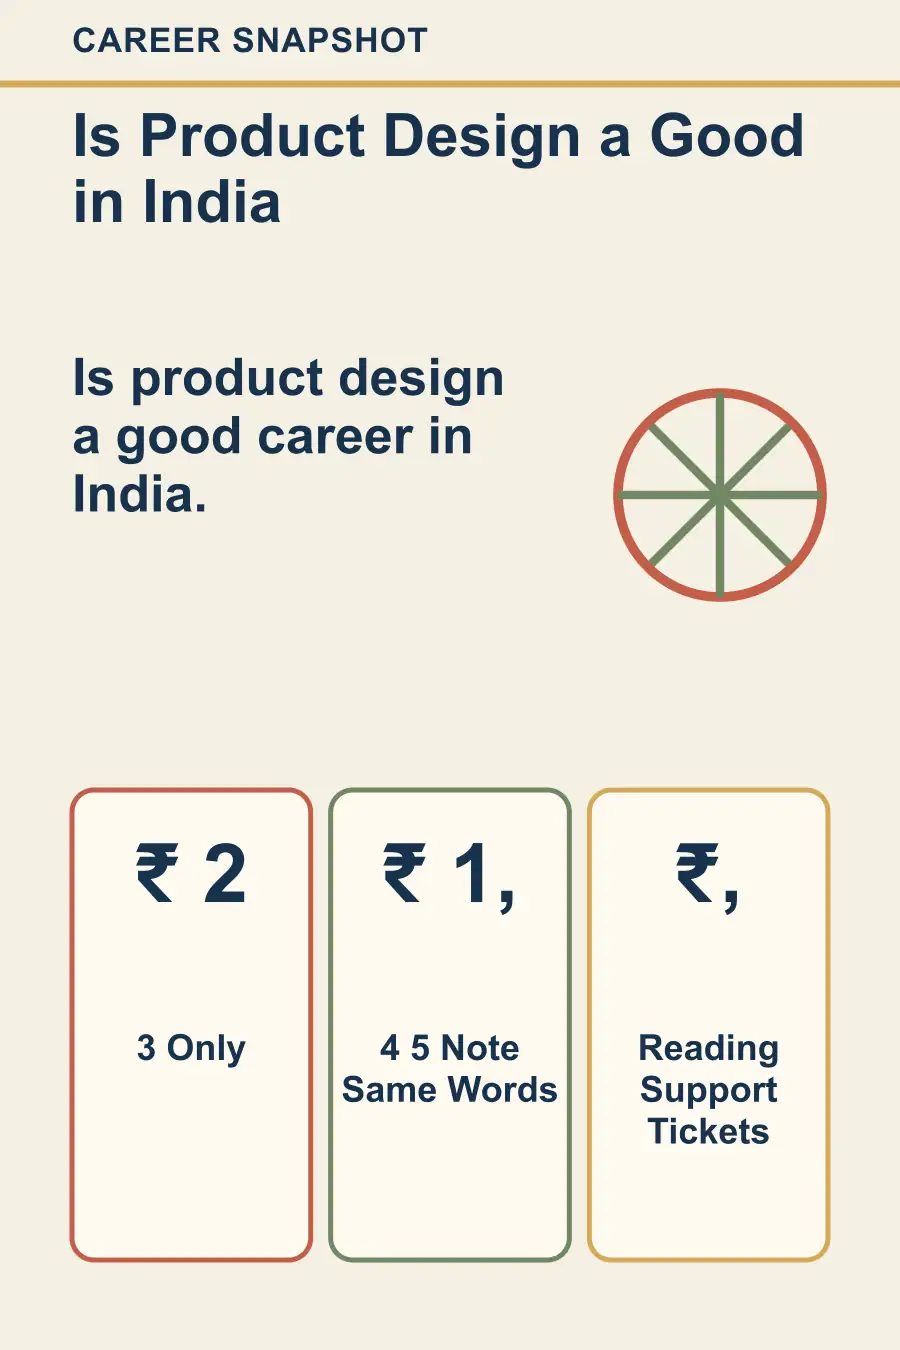 CAREER SNAPSHOT
Is Product Design a Good
in India
Is product design
a good career in
India.
₹ 2
3 Only
₹ 1,
4 5 Note
Same Words
₹,
Reading
Support
Tickets